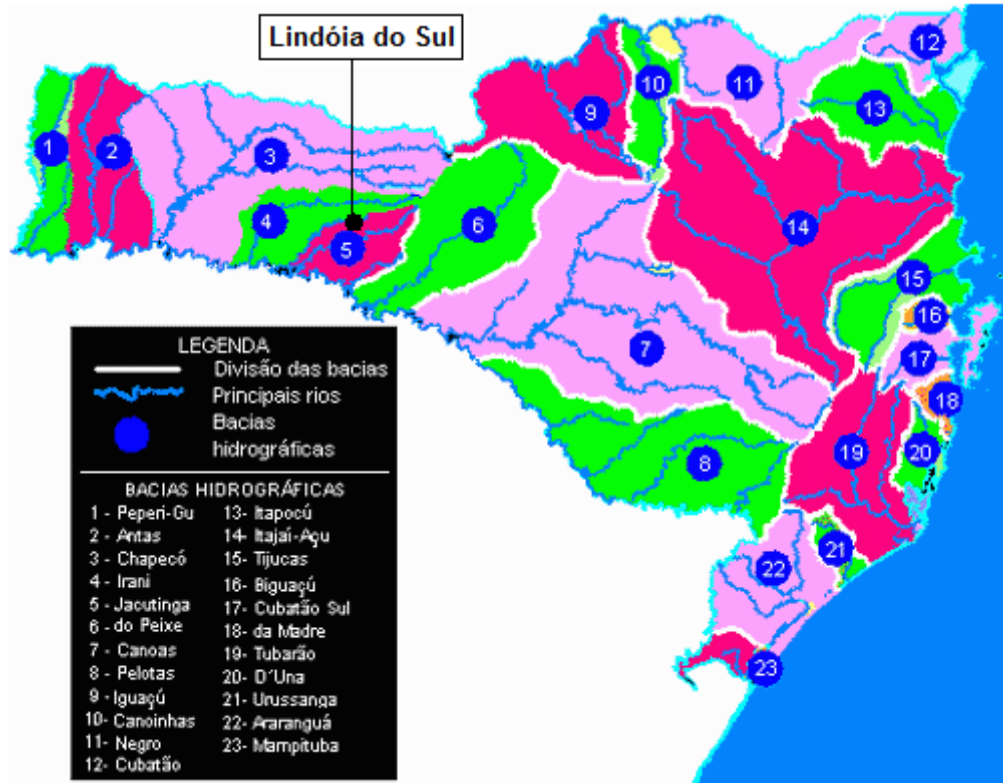 Lindóia do Sul
12
11
10
13
9
1
2
3
14
4
6
5
15
16
17
7
18
19
20
8
21
22
23
LEGENDA
Divisão das bacias
Principais rios
Bacias
hidrográficas
BACIAS HIDROGRÁFICAS
1 - Peperi-Gu
2 - Antas
3 - Chapecó
4 - Irani
5 - Jacutinga
6 - do Peixe
7 - Canoas
8 - Pelotas
9 - Iguaçú
10- Canoinhas
11- Negro
12- Cubatão
13- Itapocú
14- Itajaí-Açu
15- Tijucas
16- Biguaçú
17- Cubatão Sul
18- da Madre
19- Tubarão
20- D'Una
21- Urussanga
22- Araranguá
23- Mampituba